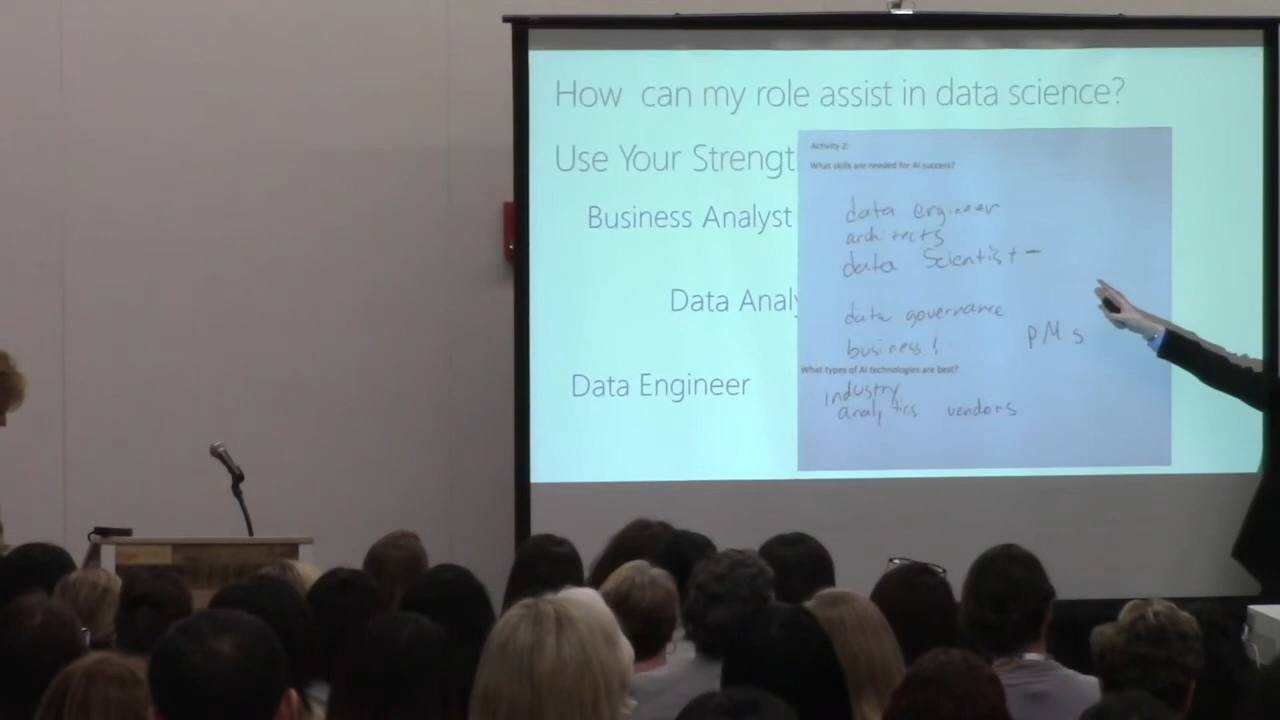 How can my role assist in data science?
Use Your Strengt
Business Analyst
Data Analy
Data Engineer
Activity 2:
What skills are needed for AI success?
data engineer
architects
data Scientist -
data governance
business!
PMs
What types of AI technologies are best?
industry
analytics vendors